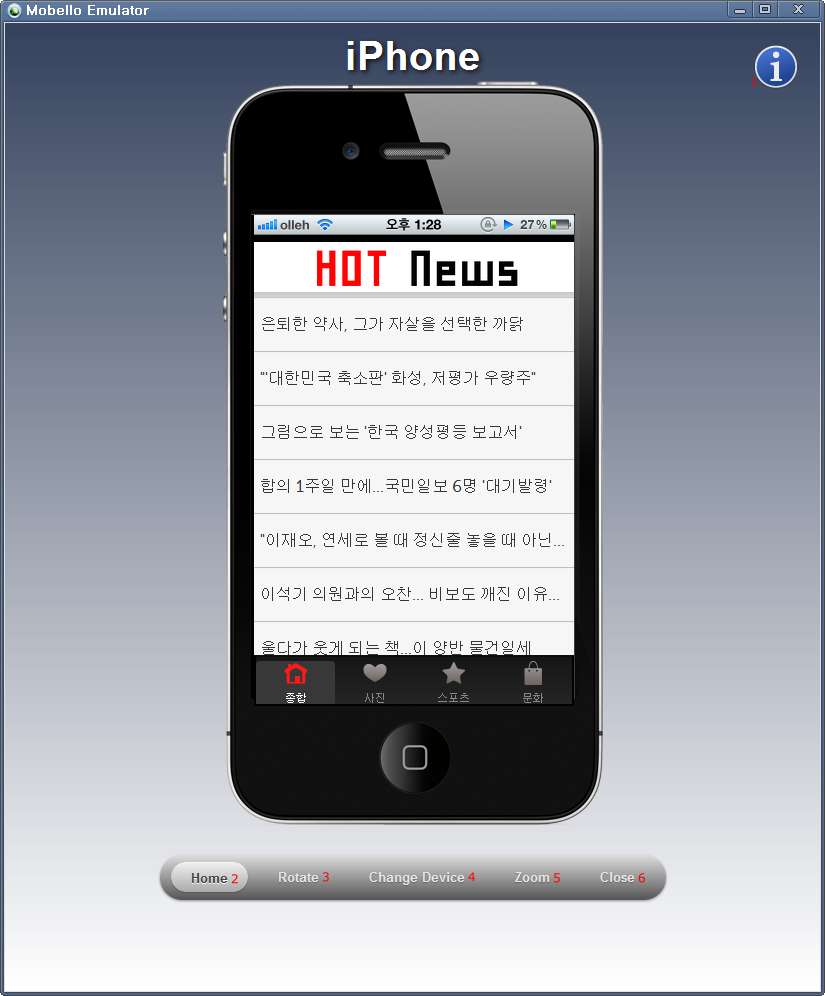 Mobello Emulator
iPhone
1
olleh 오후 1:28 27%
HOT News
은퇴한 약사, 그가 자살을 선택한 까닭
"'대한민국 축소판' 화성, 저평가 우량주"
그림으로 보는 '한국 양성평등 보고서'
합의 1주일 만에...국민일보 6명 '대기발령'
"이재오, 연세로 볼 때 정신줄 놓을 때 아닌...
이석기 의원과의 오찬... 비보도 깨진 이유...
울다가 웃게 되는 책...이 양반 물건일세
종합 사진 스포츠 문화
Home 2 Rotate 3 Change Device 4 Zoom 5 Close 6